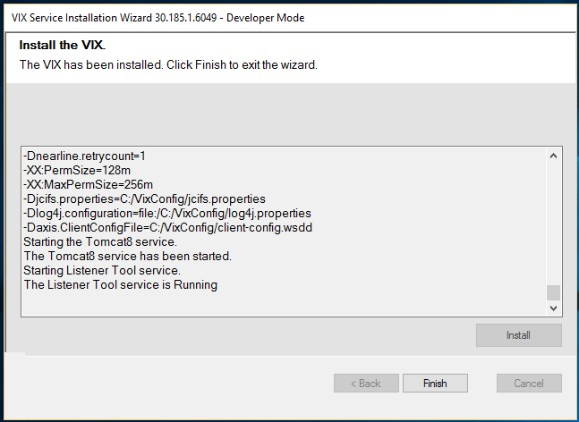 VIX Service Installation Wizard 30.185.1.6049 - Developer Mode
Install the VIX.
The VIX has been installed. Click Finish to exit the wizard.
-Dnearline.retrycount=1
-XX:PermSize=128m
-XX:MaxPermSize=256m
-Djcifs.properties=C:/VixConfig/jcifs.properties
-Dlog4j.configuration=file:/C:/VixConfig/log4j.properties
-Daxis.ClientConfigFile=C:/VixConfig/client-config.wsdd
Starting the Tomcat8 service.
The Tomcat8 service has been started.
Starting Listener Tool service.
The Listener Tool service is Running
Install
< Back
Finish
Cancel